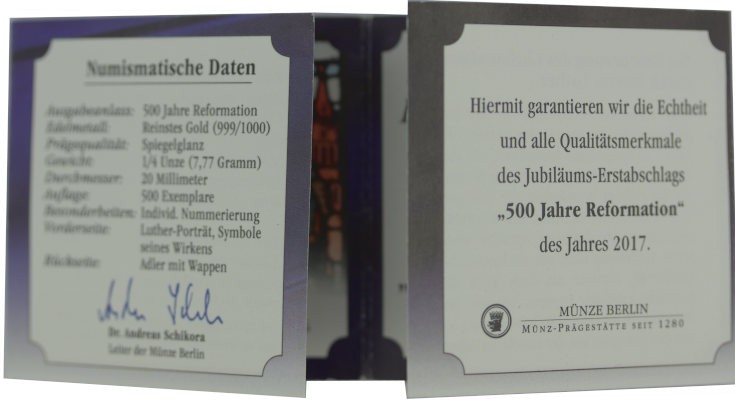 Numismatische Daten
Ausgabeanlass: 500 Jahre Reformation
Edelmetall: Reinstes Gold (999/1000)
Prägequalität: Spiegelglanz
Gewicht: 1/4 Unze (7,77 Gramm)
Durchmesser: 20 Millimeter
Auflage: 500 Exemplare
Besonderheiten: Individ. Nummerierung
Vorderseite: Luther-Porträt, Symbole
seines Wirkens
Rückseite: Adler mit Wappen
Dr. Andreas Schikora
Leiter der Münze Berlin
Hiermit garantieren wir die Echtheit
und alle Qualitätsmerkmale
des Jubiläums-Erstabschlags
„500 Jahre Reformation“
des Jahres 2017.
MÜNZE BERLIN
MÜNZ-PRÄGESTÄTTE SEIT 1280